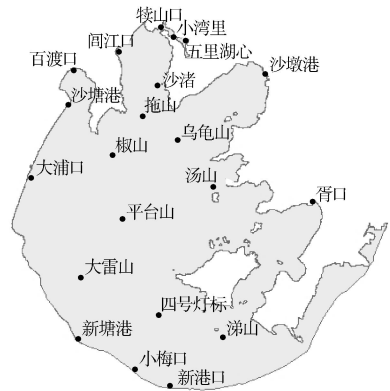 犊山口
小湾里
闾江口
五里湖心
百渡口
沙墩港
沙渚
沙塘港
拖山
乌龟山
椒山
大浦口
汤山
胥口
平台山
大雷山
四号灯标
新塘港
涕山
小梅口
新港口